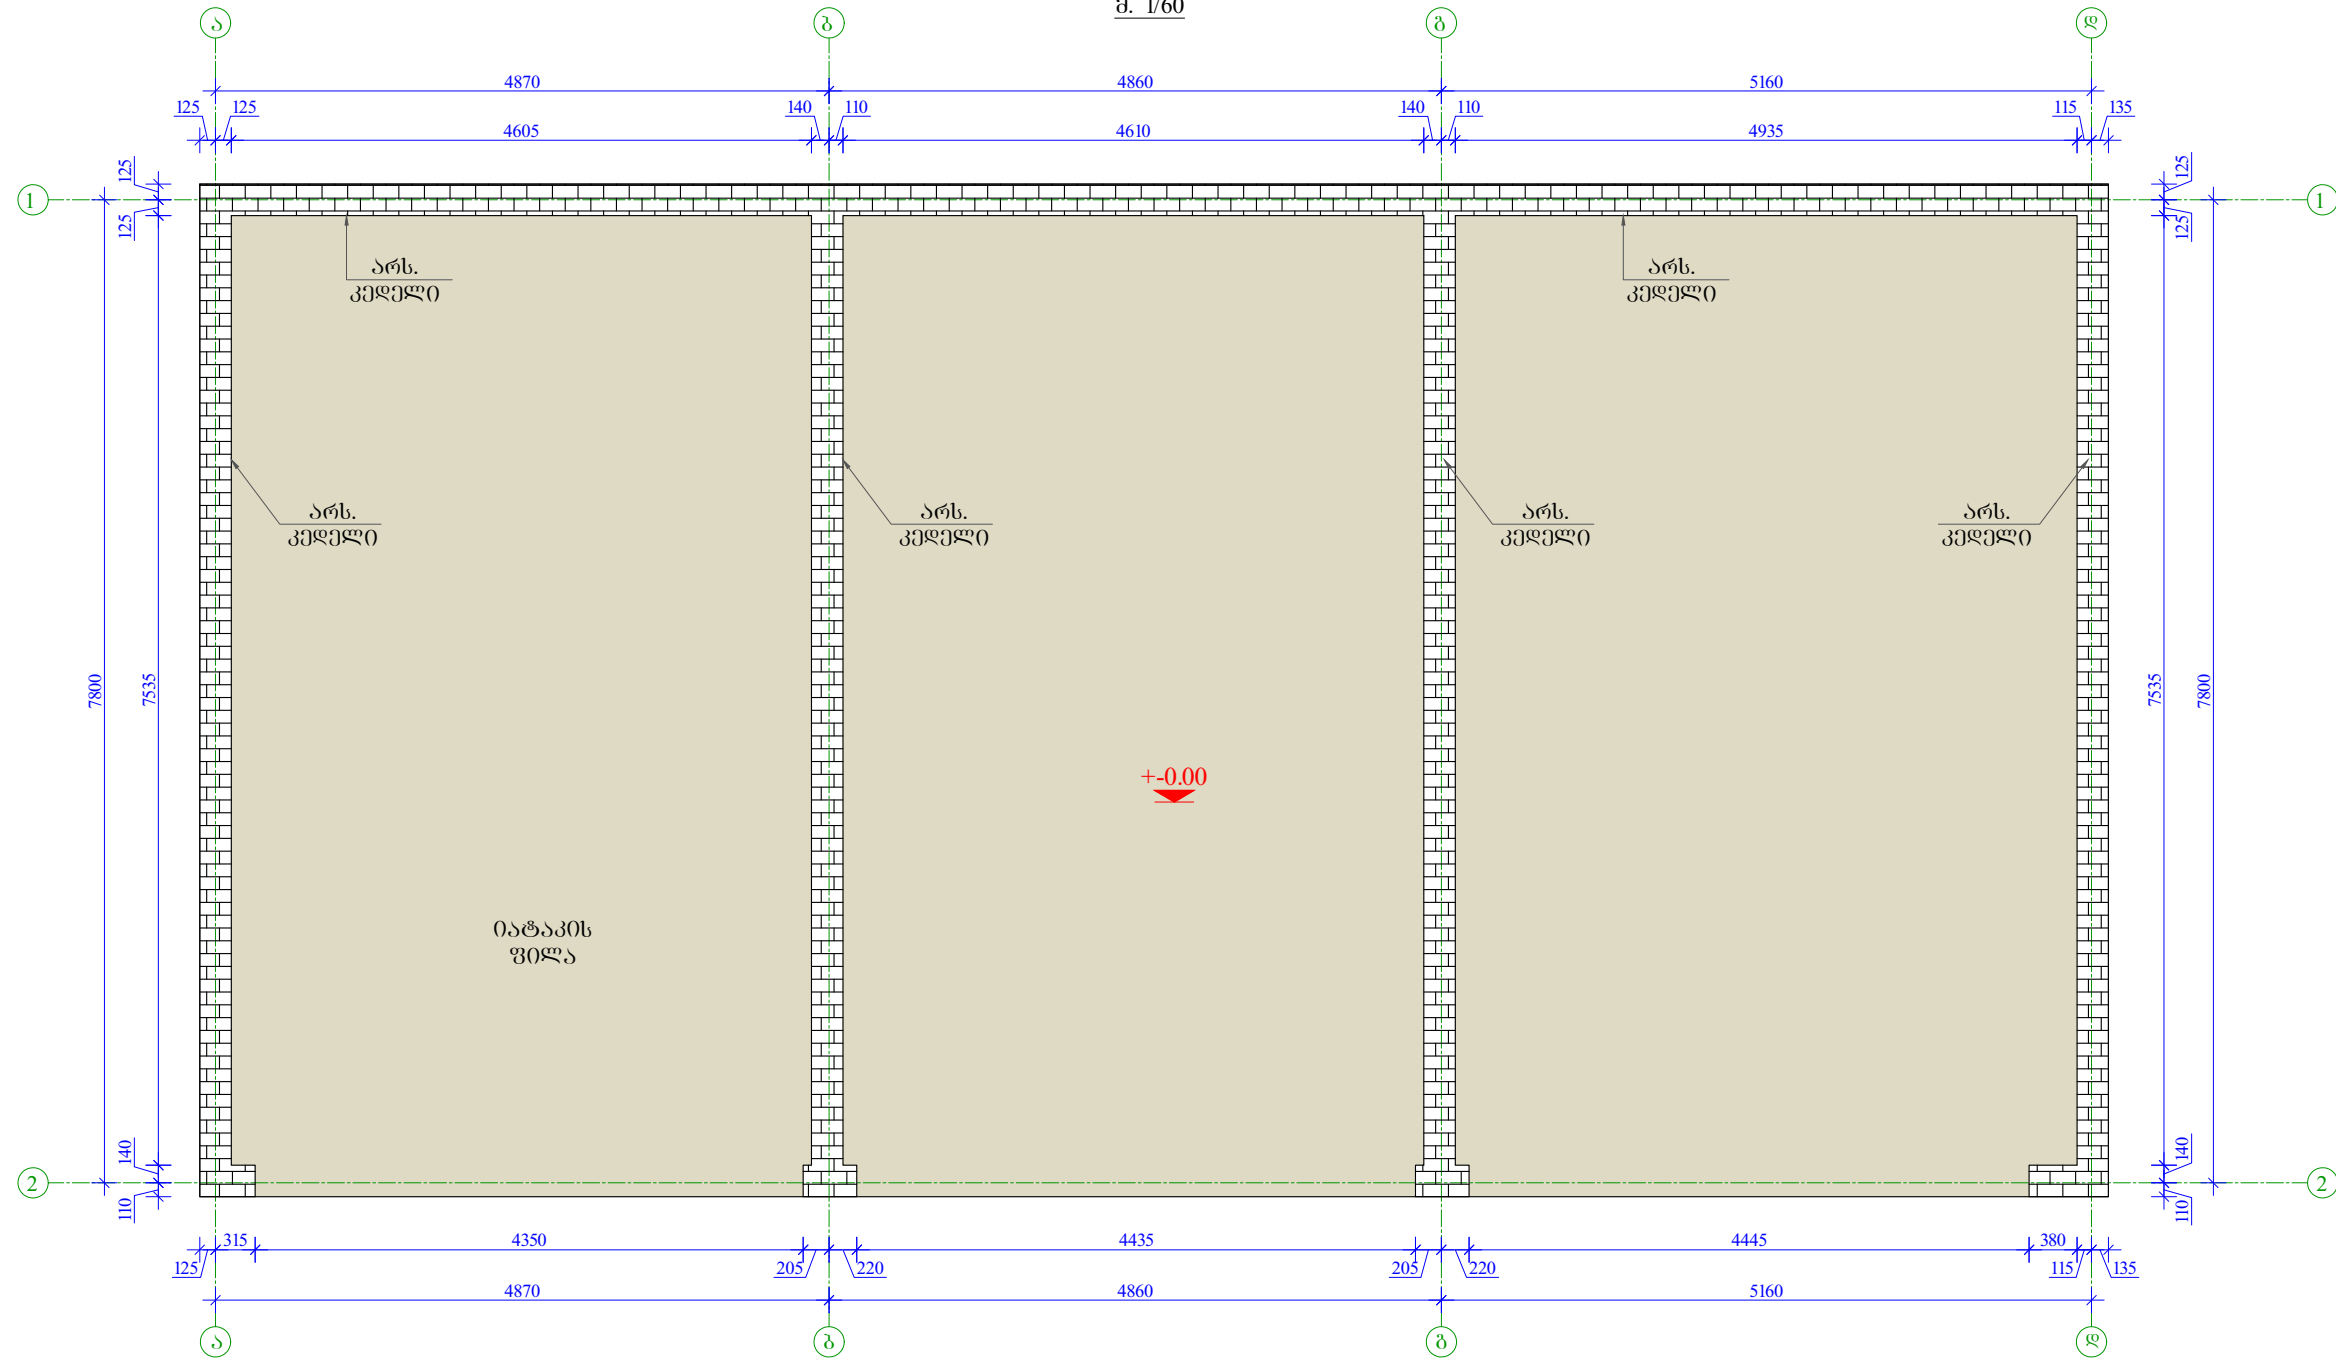 მ. 1/60
ა ბ გ დ
4870 4860 5160
125 125 140 110 140 110 115 135
4605 4610 4935
125 125
1 1
125 125
არს. არს.
კედელი კედელი
არს. არს. არს. არს.
კედელი კედელი კედელი კედელი
7800 7535 7535 7800
+-0.00
იატაკის
ფილა
140 140
2 2
110 110
315 4350 4435 4445 380
125 205 220 205 220 115 135
4870 4860 5160
ა ბ გ დ